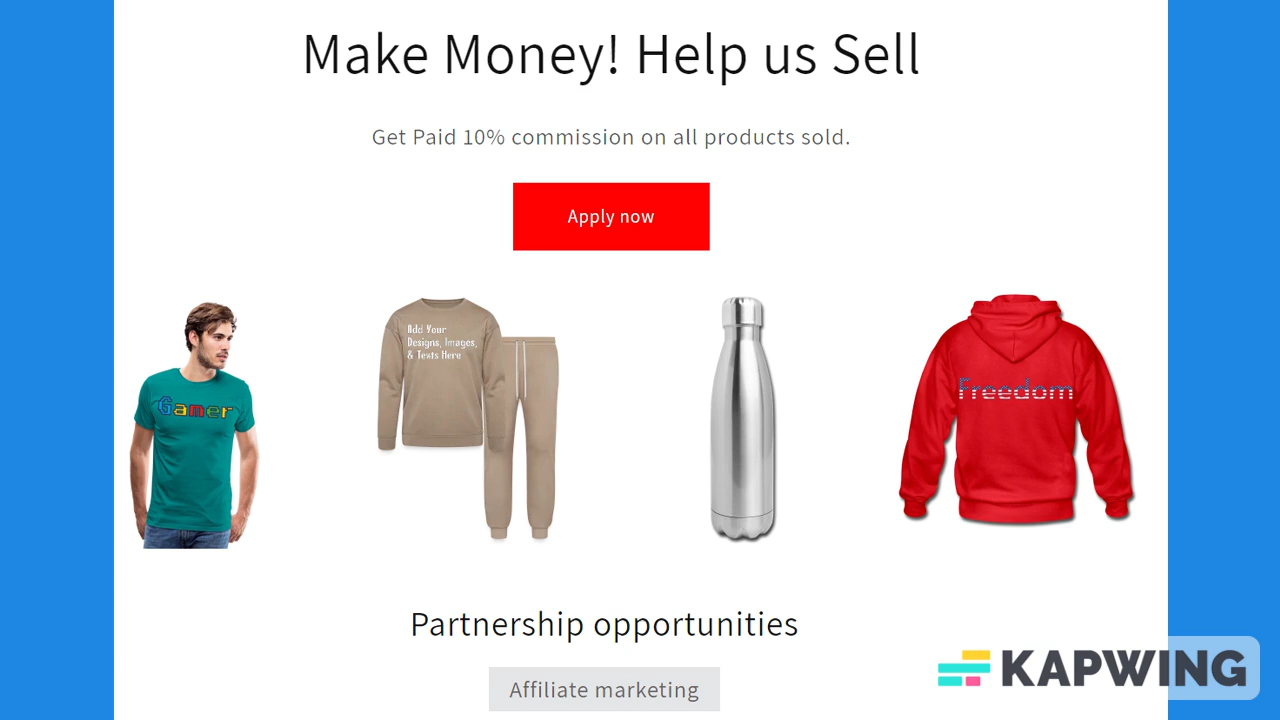 Make Money! Help us Sell
Get Paid 10% commission on all products sold.
Apply now
Gamer
Add Your
Designs, Images,
& Texts Here
Freedom
Partnership opportunities
Affiliate marketing
KAPWING